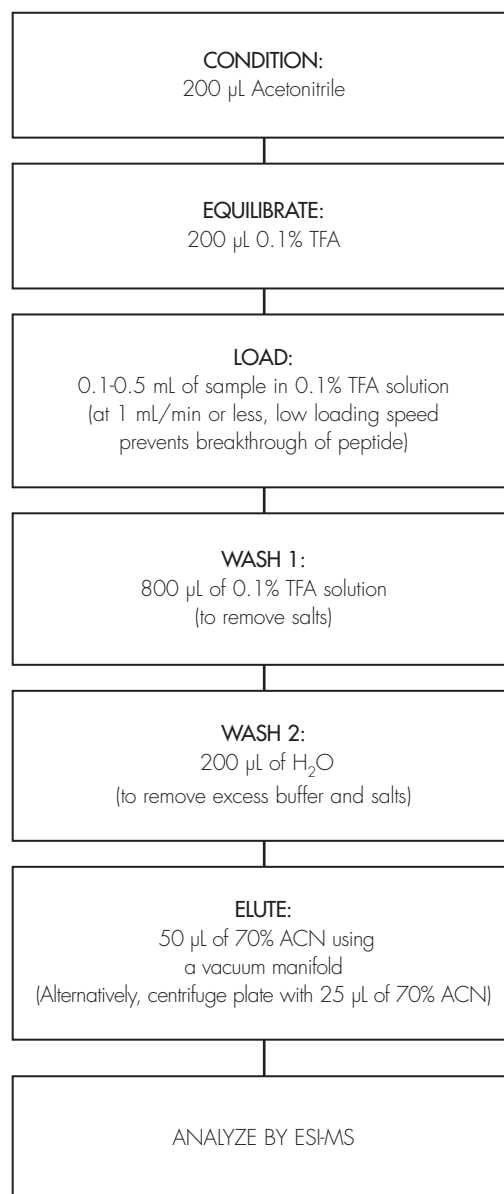 CONDITION:
200 µL Acetonitrile
EQUILIBRATE:
200 µL 0.1% TFA
LOAD:
0.1-0.5 mL of sample in 0.1% TFA solution
(at 1 mL/min or less, low loading speed
prevents breakthrough of peptide)
WASH 1:
800 µL of 0.1% TFA solution
(to remove salts)
WASH 2:
200 µL of H₂O
(to remove excess buffer and salts)
ELUTE:
50 µL of 70% ACN using
a vacuum manifold
(Alternatively, centrifuge plate with 25 µL of 70% ACN)
ANALYZE BY ESI-MS